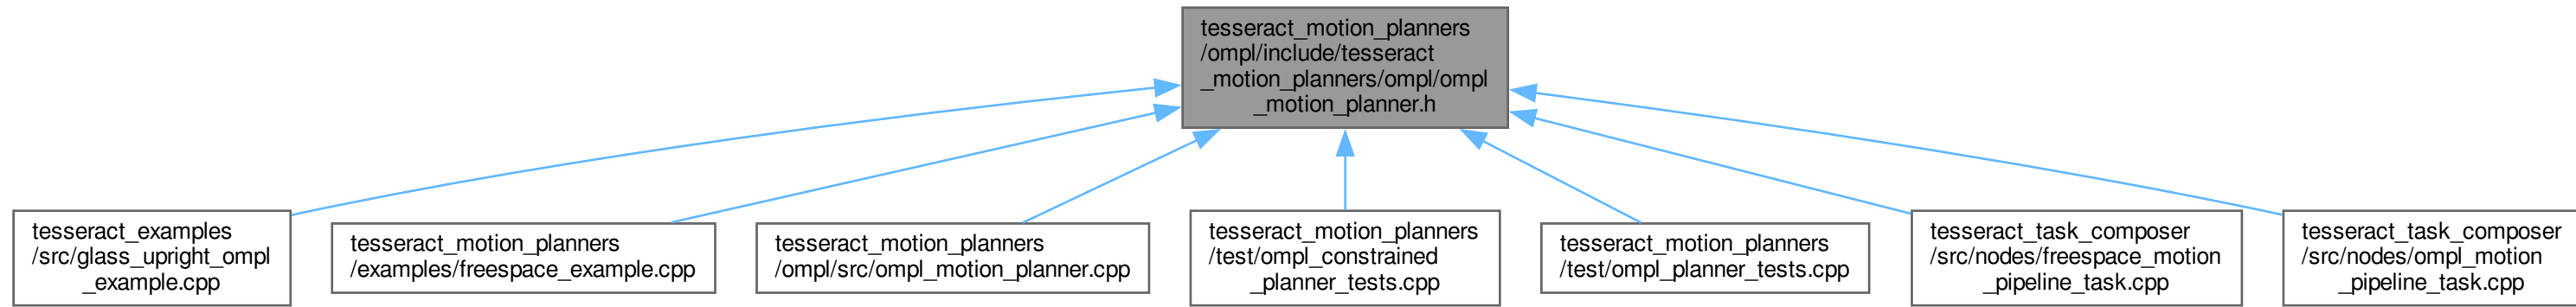 tesseract_motion_planners
/ompl/include/tesseract
_motion_planners/ompl/ompl
_motion_planner.h
tesseract_examples
/src/glass_upright_ompl
_example.cpp
tesseract_motion_planners
/examples/freespace_example.cpp
tesseract_motion_planners
/ompl/src/ompl_motion_planner.cpp
tesseract_motion_planners
/test/ompl_constrained
_planner_tests.cpp
tesseract_motion_planners
/test/ompl_planner_tests.cpp
tesseract_task_composer
/src/nodes/freespace_motion
_pipeline_task.cpp
tesseract_task_composer
/src/nodes/ompl_motion
_pipeline_task.cpp